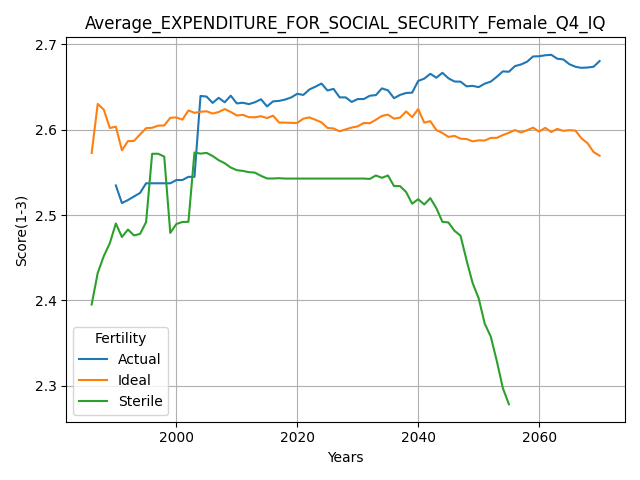 Average_EXPENDITURE_FOR_SOCIAL_SECURITY_Female_Q4_IQ
2.7
2.6
2.5
2.4
2.3
Score(1-3)
Fertility
Actual
Ideal
Sterile
2000 2020 2040 2060
Years